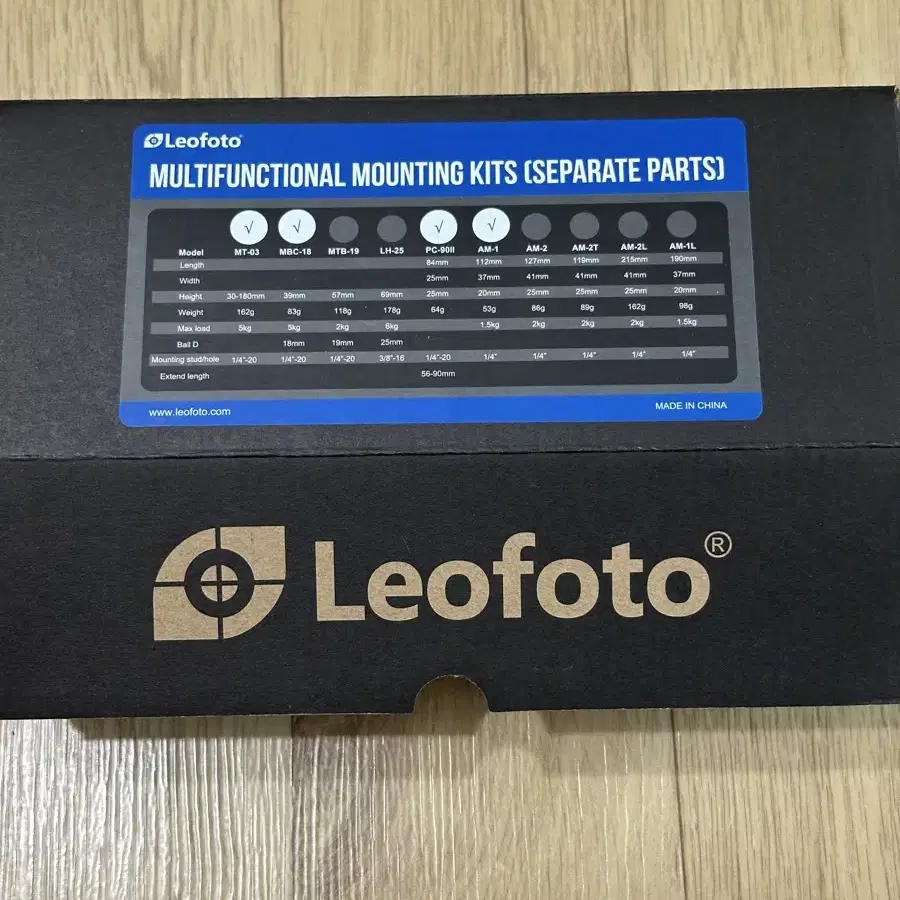 Leofoto®
MULTIFUNCTIONAL MOUNTING KITS (SEPARATE PARTS)
√ √ √ √
Model MT-03 MBC-18 MTB-19 LH-25 PC-90II AM-1 AM-2 AM-2T AM-2L AM-1L
Length 84mm 112mm 127mm 119mm 215mm 190mm
Width 25mm 37mm 41mm 41mm 41mm 37mm
Height 30-180mm 39mm 57mm 69mm 25mm 20mm 25mm 25mm 25mm 20mm
Weight 162g 83g 118g 178g 64g 53g 86g 89g 162g 98g
Max load 5kg 5kg 2kg 6kg 1.5kg 2kg 2kg 2kg 1.5kg
Ball D 18mm 19mm 25mm
Mounting stud/hole 1/4"-20 1/4"-20 1/4"-20 3/8"-16 1/4"-20 1/4" 1/4" 1/4" 1/4" 1/4"
Extend length 56-90mm
www.leofoto.com MADE IN CHINA
Leofoto®